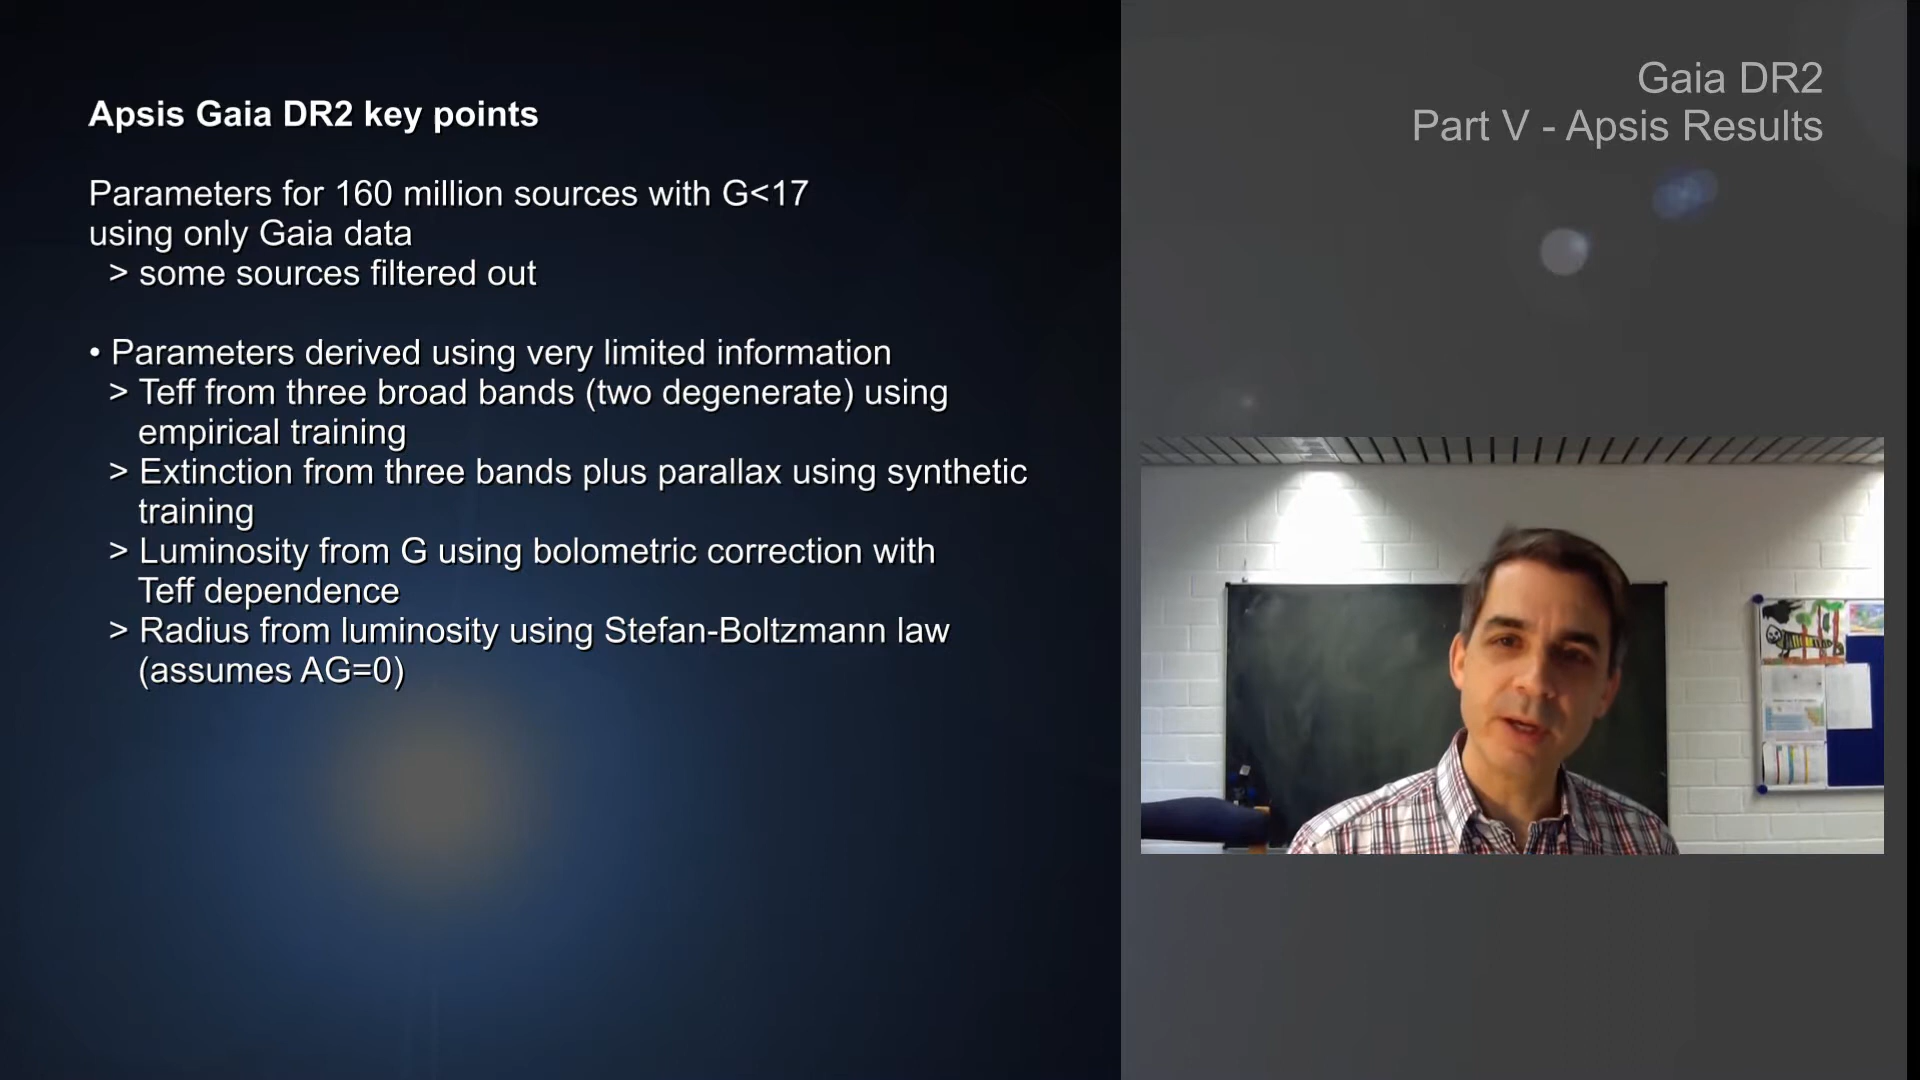 Apsis Gaia DR2 key points
Parameters for 160 million sources with G<17
using only Gaia data
> some sources filtered out
• Parameters derived using very limited information
> Teff from three broad bands (two degenerate) using
empirical training
> Extinction from three bands plus parallax using synthetic
training
> Luminosity from G using bolometric correction with
Teff dependence
> Radius from luminosity using Stefan-Boltzmann law
(assumes AG=0)
Gaia DR2
Part V - Apsis Results